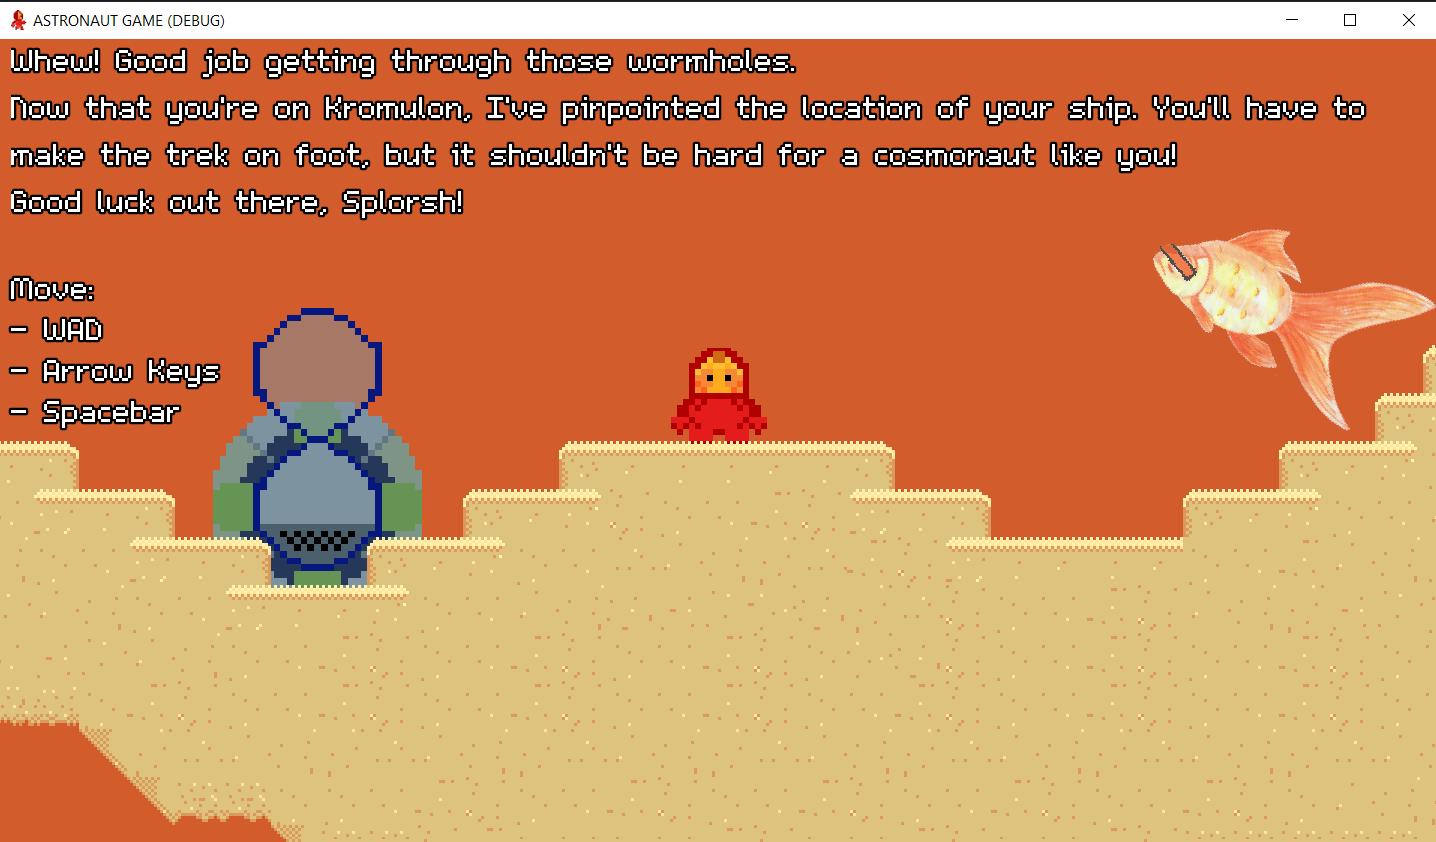 ASTRONAUT GAME (DEBUG)
Whew! Good job getting through those wormholes.
Now that you're on Kromulon, I've pinpointed the location of your ship. You'll have to
make the trek on foot, but it shouldn't be hard for a cosmonaut like you!
Good luck out there, Splorsh!
Move:
- WAD
- Arrow Keys
- Spacebar